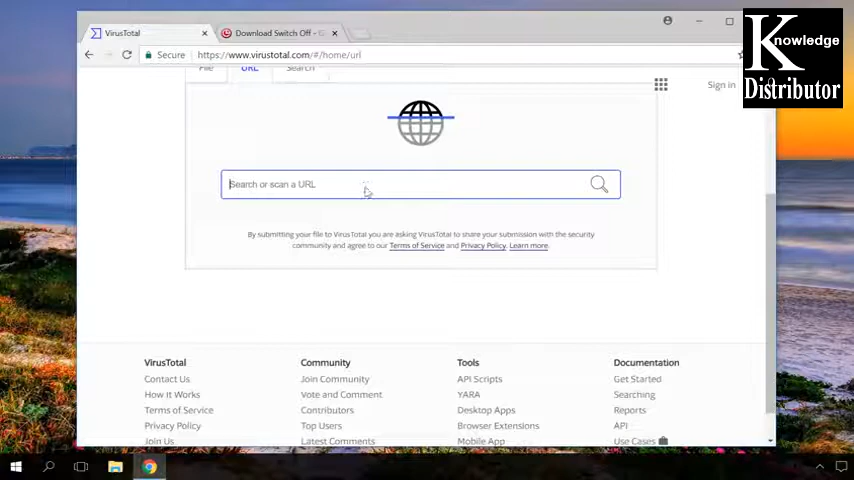 VirusTotal
Download Switch Off -
Knowledge
Distributor
Secure
https://www.virustotal.com/#/home/url
File
URL
Search
Sign in
Search or scan a URL
By submitting your file to VirusTotal you are asking VirusTotal to share your submission with the security
community and agree to our Terms of Service and Privacy Policy. Learn more.
VirusTotal
Community
Tools
Documentation
Contact Us
Join Community
API Scripts
Get Started
How It Works
Vote and Comment
YARA
Searching
Terms of Service
Contributors
Desktop Apps
Reports
Privacy Policy
Top Users
Browser Extensions
API
Join Us
Latest Comments
Mobile App
Use Cases